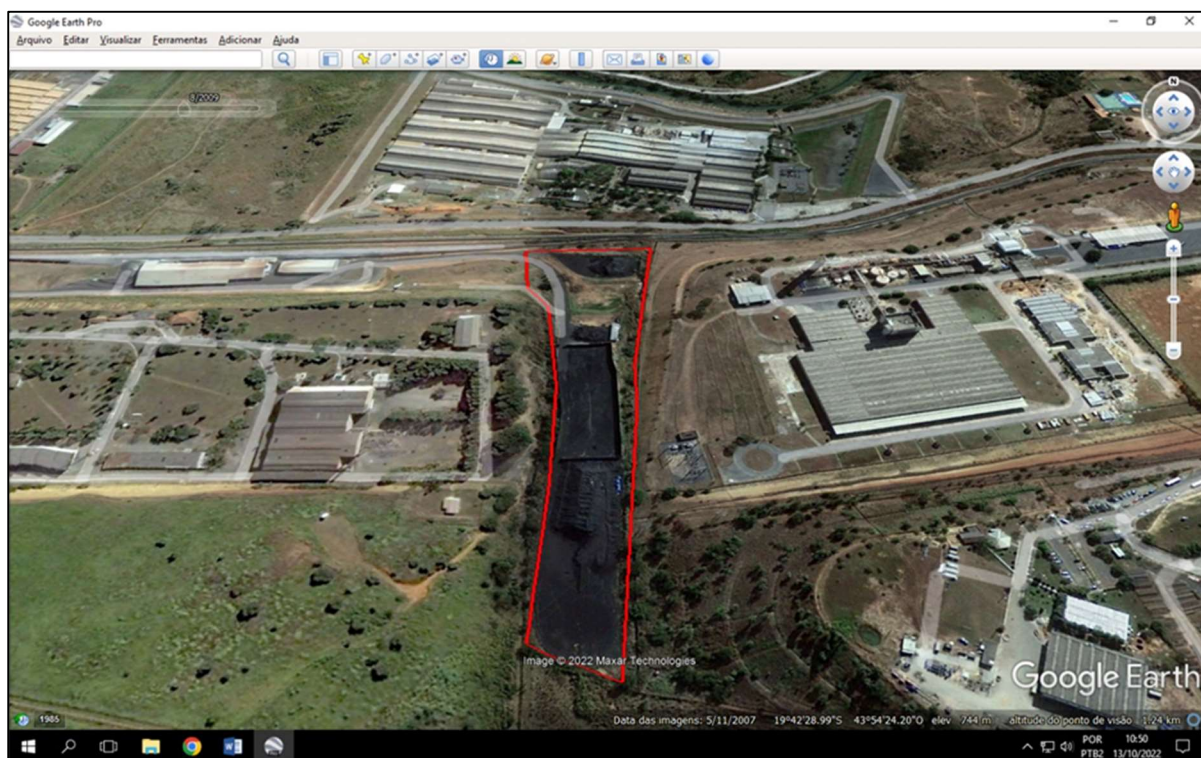 Google Earth Pro
Arquivo Editar Visualizar Ferramentas Adicionar Ajuda
8/2009
N
Image © 2022 Maxar Technologies
Google Earth
1985
Data das imagens: 5/11/2007 19°42'28.99"S 43°54'24.20"O elev 744 m altitude do ponto de visão 1.24 km
POR 10:50
PTB2 13/10/2022